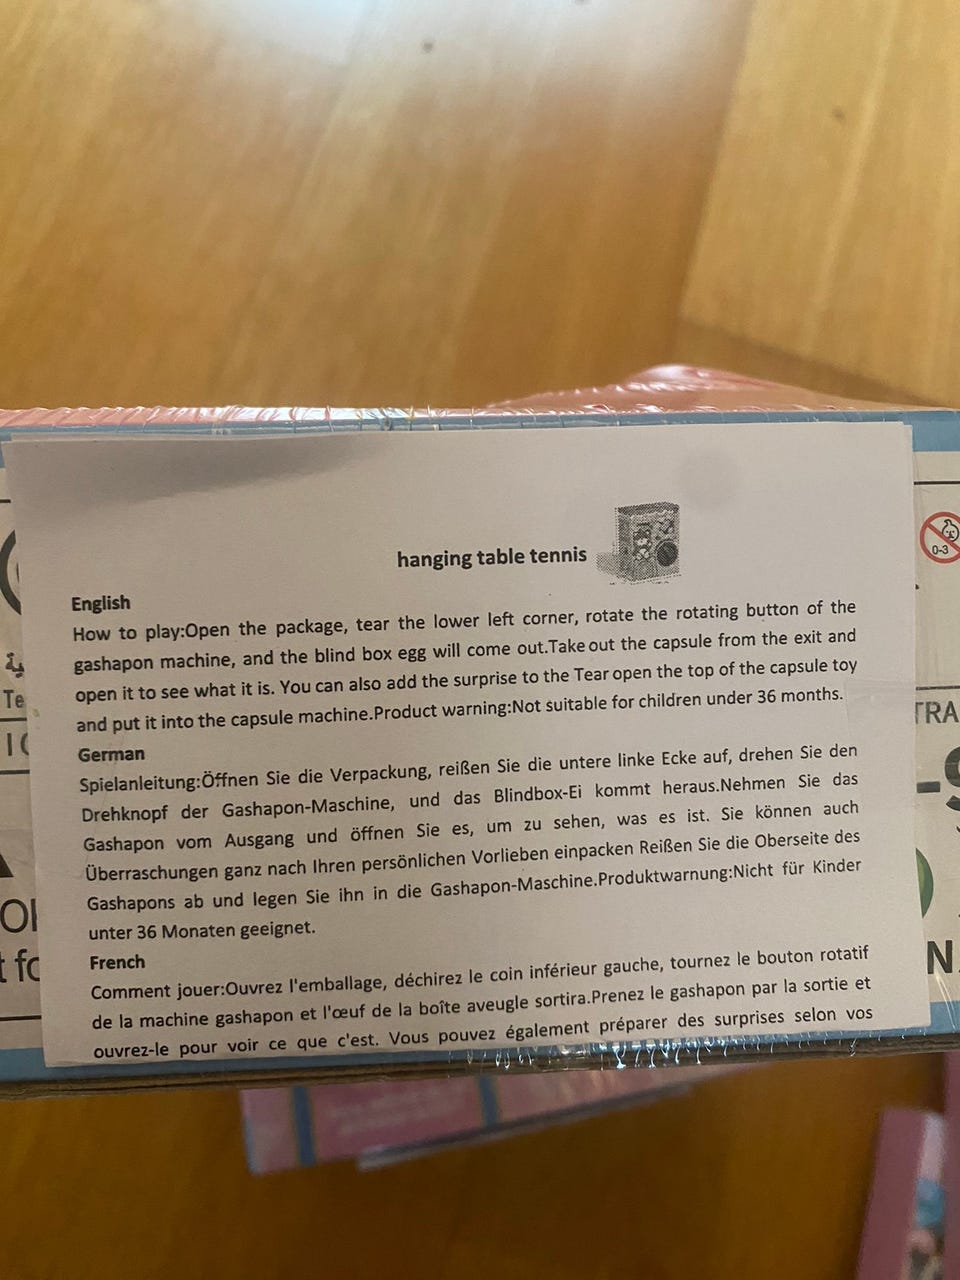 hanging table tennis
English
How to play:Open the package, tear the lower left corner, rotate the rotating button of the
gashapon machine, and the blind box egg will come out.Take out the capsule from the exit and
open it to see what it is. You can also add the surprise to the Tear open the top of the capsule toy
and put it into the capsule machine.Product warning:Not suitable for children under 36 months.
German
Spielanleitung:Öffnen Sie die Verpackung, reißen Sie die untere linke Ecke auf, drehen Sie den
Drehknopf der Gashapon-Maschine, und das Blindbox-Ei kommt heraus.Nehmen Sie das
Gashapon vom Ausgang und öffnen Sie es, um zu sehen, was es ist. Sie können auch
Überraschungen ganz nach Ihren persönlichen Vorlieben einpacken Reißen Sie die Oberseite des
Gashapons ab und legen Sie ihn in die Gashapon-Maschine.Produktwarnung:Nicht für Kinder
unter 36 Monaten geeignet.
French
Comment jouer:Ouvrez l'emballage, déchirez le coin inférieur gauche, tournez le bouton rotatif
de la machine gashapon et l'œuf de la boîte aveugle sortira.Prenez le gashapon par la sortie et
ouvrez-le pour voir ce que c'est. Vous pouvez également préparer des surprises selon vos
0-3